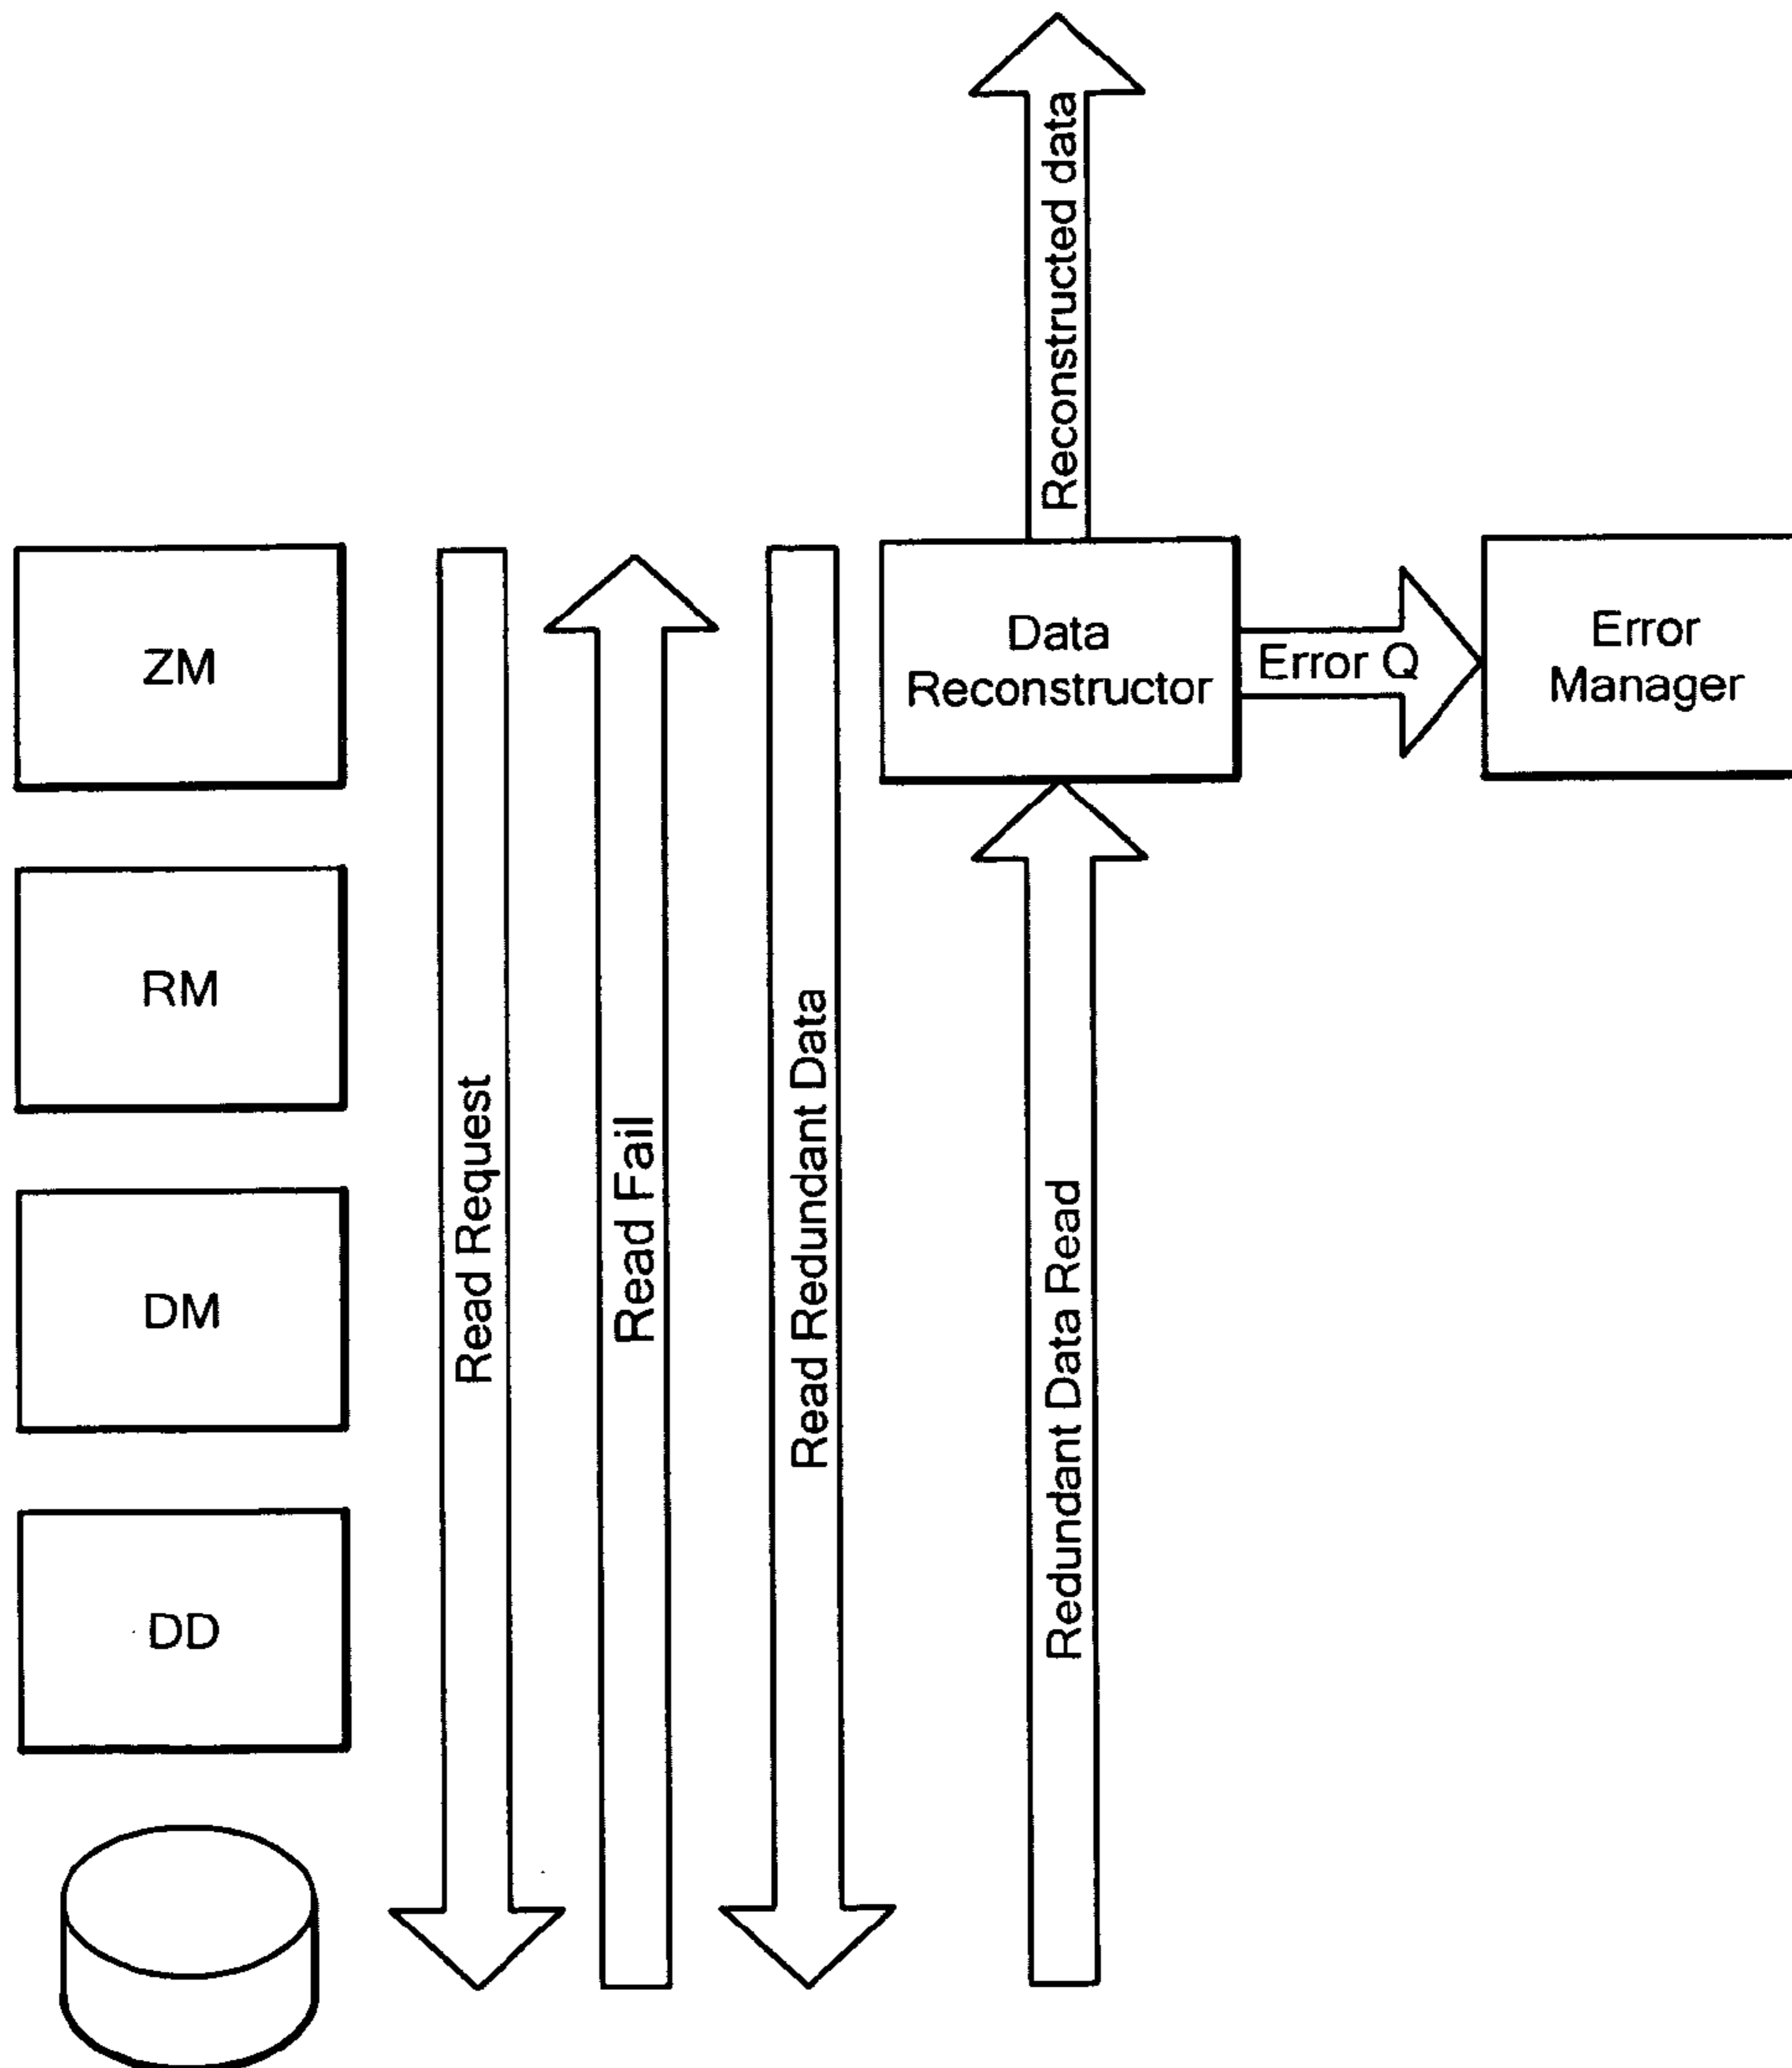 Reconstructed data
ZM
Data
Reconstructor
Error Q
Error
Manager
RM
DM
DD
Read Request
Read Fail
Read Redundant Data
Redundant Data Read